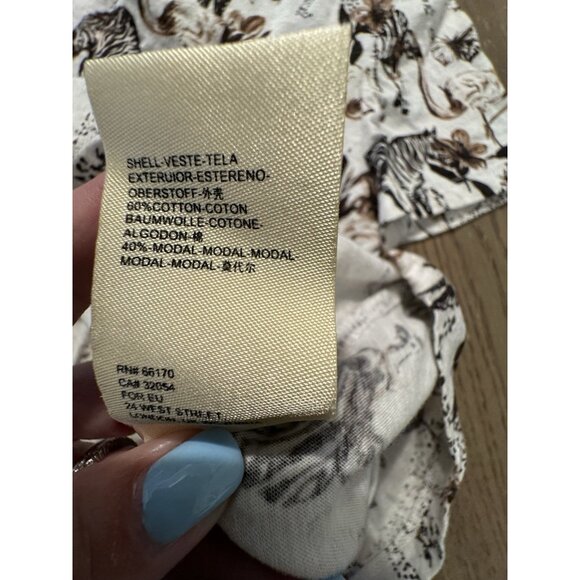 SHELL-VESTE-TELA
EXTERUIOR-ESTERENO-
OBERSTOFF-外壳
60%COTTON-COTON
BAUMWOLLE-COTONE-
ALGODON-棉
40%-MODAL-MODAL-MODAL
MODAL-MODAL-莫代尔
RN# 66170
CA# 32054
FOR EU
24 WEST STREET